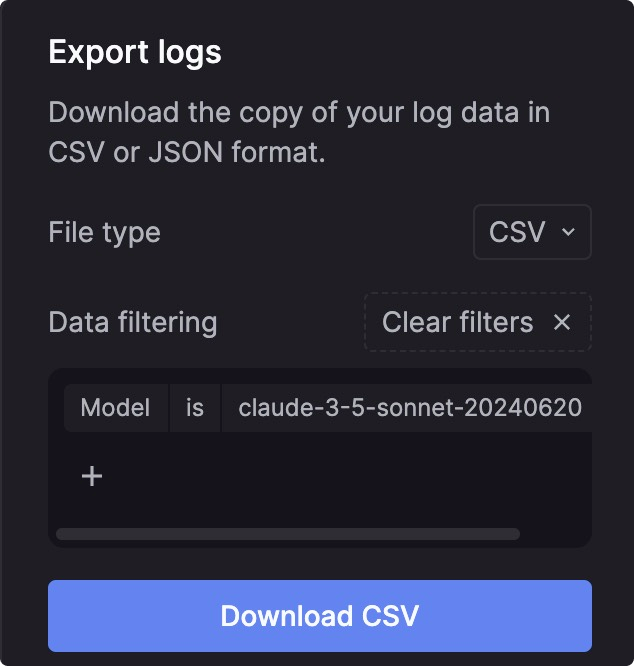 Export logs
Download the copy of your log data in
CSV or JSON format.
File type
CSV
Data filtering
Clear filters
Model is claude-3-5-sonnet-20240620
Download CSV